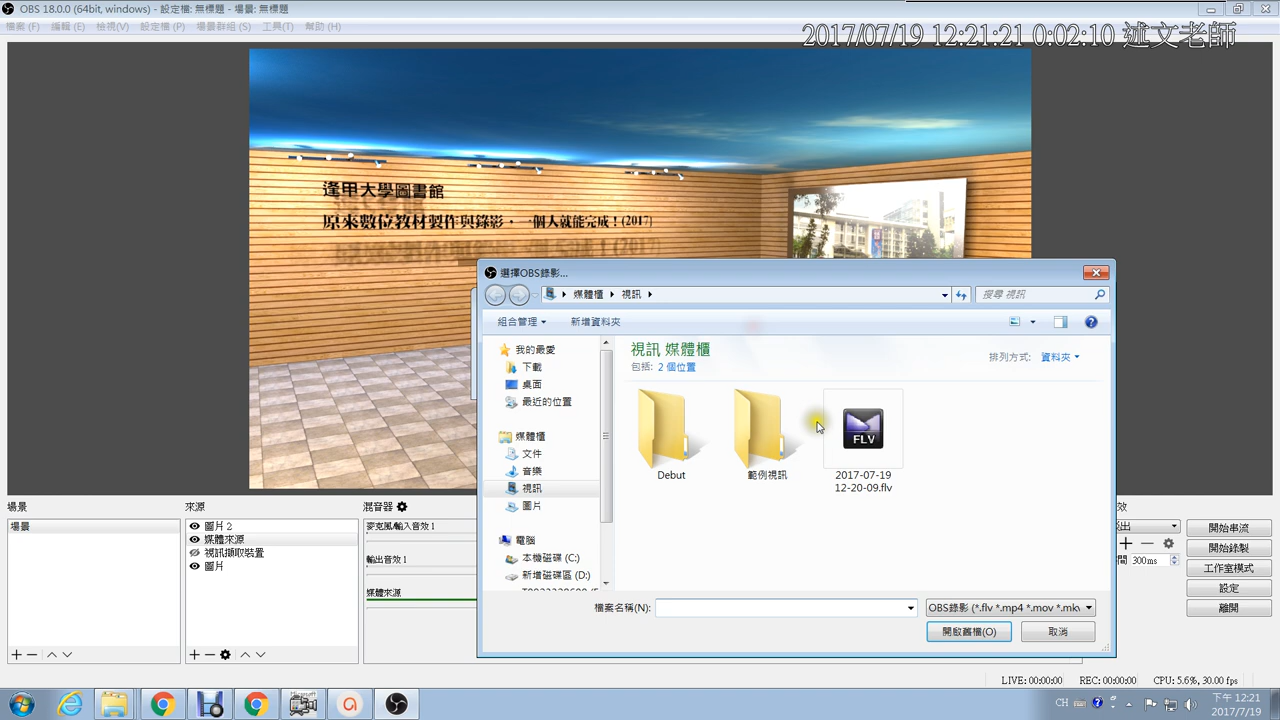 OBS 18.0.0 (64bit, windows) - 設定檔: 無標題 - 場景: 無標題
檔案 (F) 編輯 (E) 檢視(V) 設定檔 (P) 場景群組 (S) 工具(T) 幫助 (H)
2017/07/19 12:21:21 0:02:10 述文老師
逢甲大學圖書館
原來數位教材製作與錄影，一個人就能完成！(2017)
選擇OBS錄影...
媒體櫃 視訊
搜尋 視訊
組合管理 新增資料夾
我的最愛
下載
桌面
最近的位置
媒體櫃
文件
音樂
視訊
圖片
電腦
本機磁碟 (C:)
新增磁碟區 (D:)
視訊 媒體櫃
包括: 2 個位置
排列方式: 資料夾
FLV
Debut
範例視訊
2017-07-19
12-20-09.flv
檔案名稱(N):
OBS錄影 (*.flv *.mp4 *.mov *.mkv
開啟舊檔(O)
取消
場景
場景
來源
圖片 2
媒體來源
視訊擷取裝置
圖片
混音器
麥克風/輸入音效 1
輸出音效 1
媒體來源
效
出
間 300ms
開始串流
開始錄製
工作室模式
設定
離開
LIVE: 00:00:00 REC: 00:00:00 CPU: 5.6%, 30.00 fps
CH
下午 12:21
2017/7/19